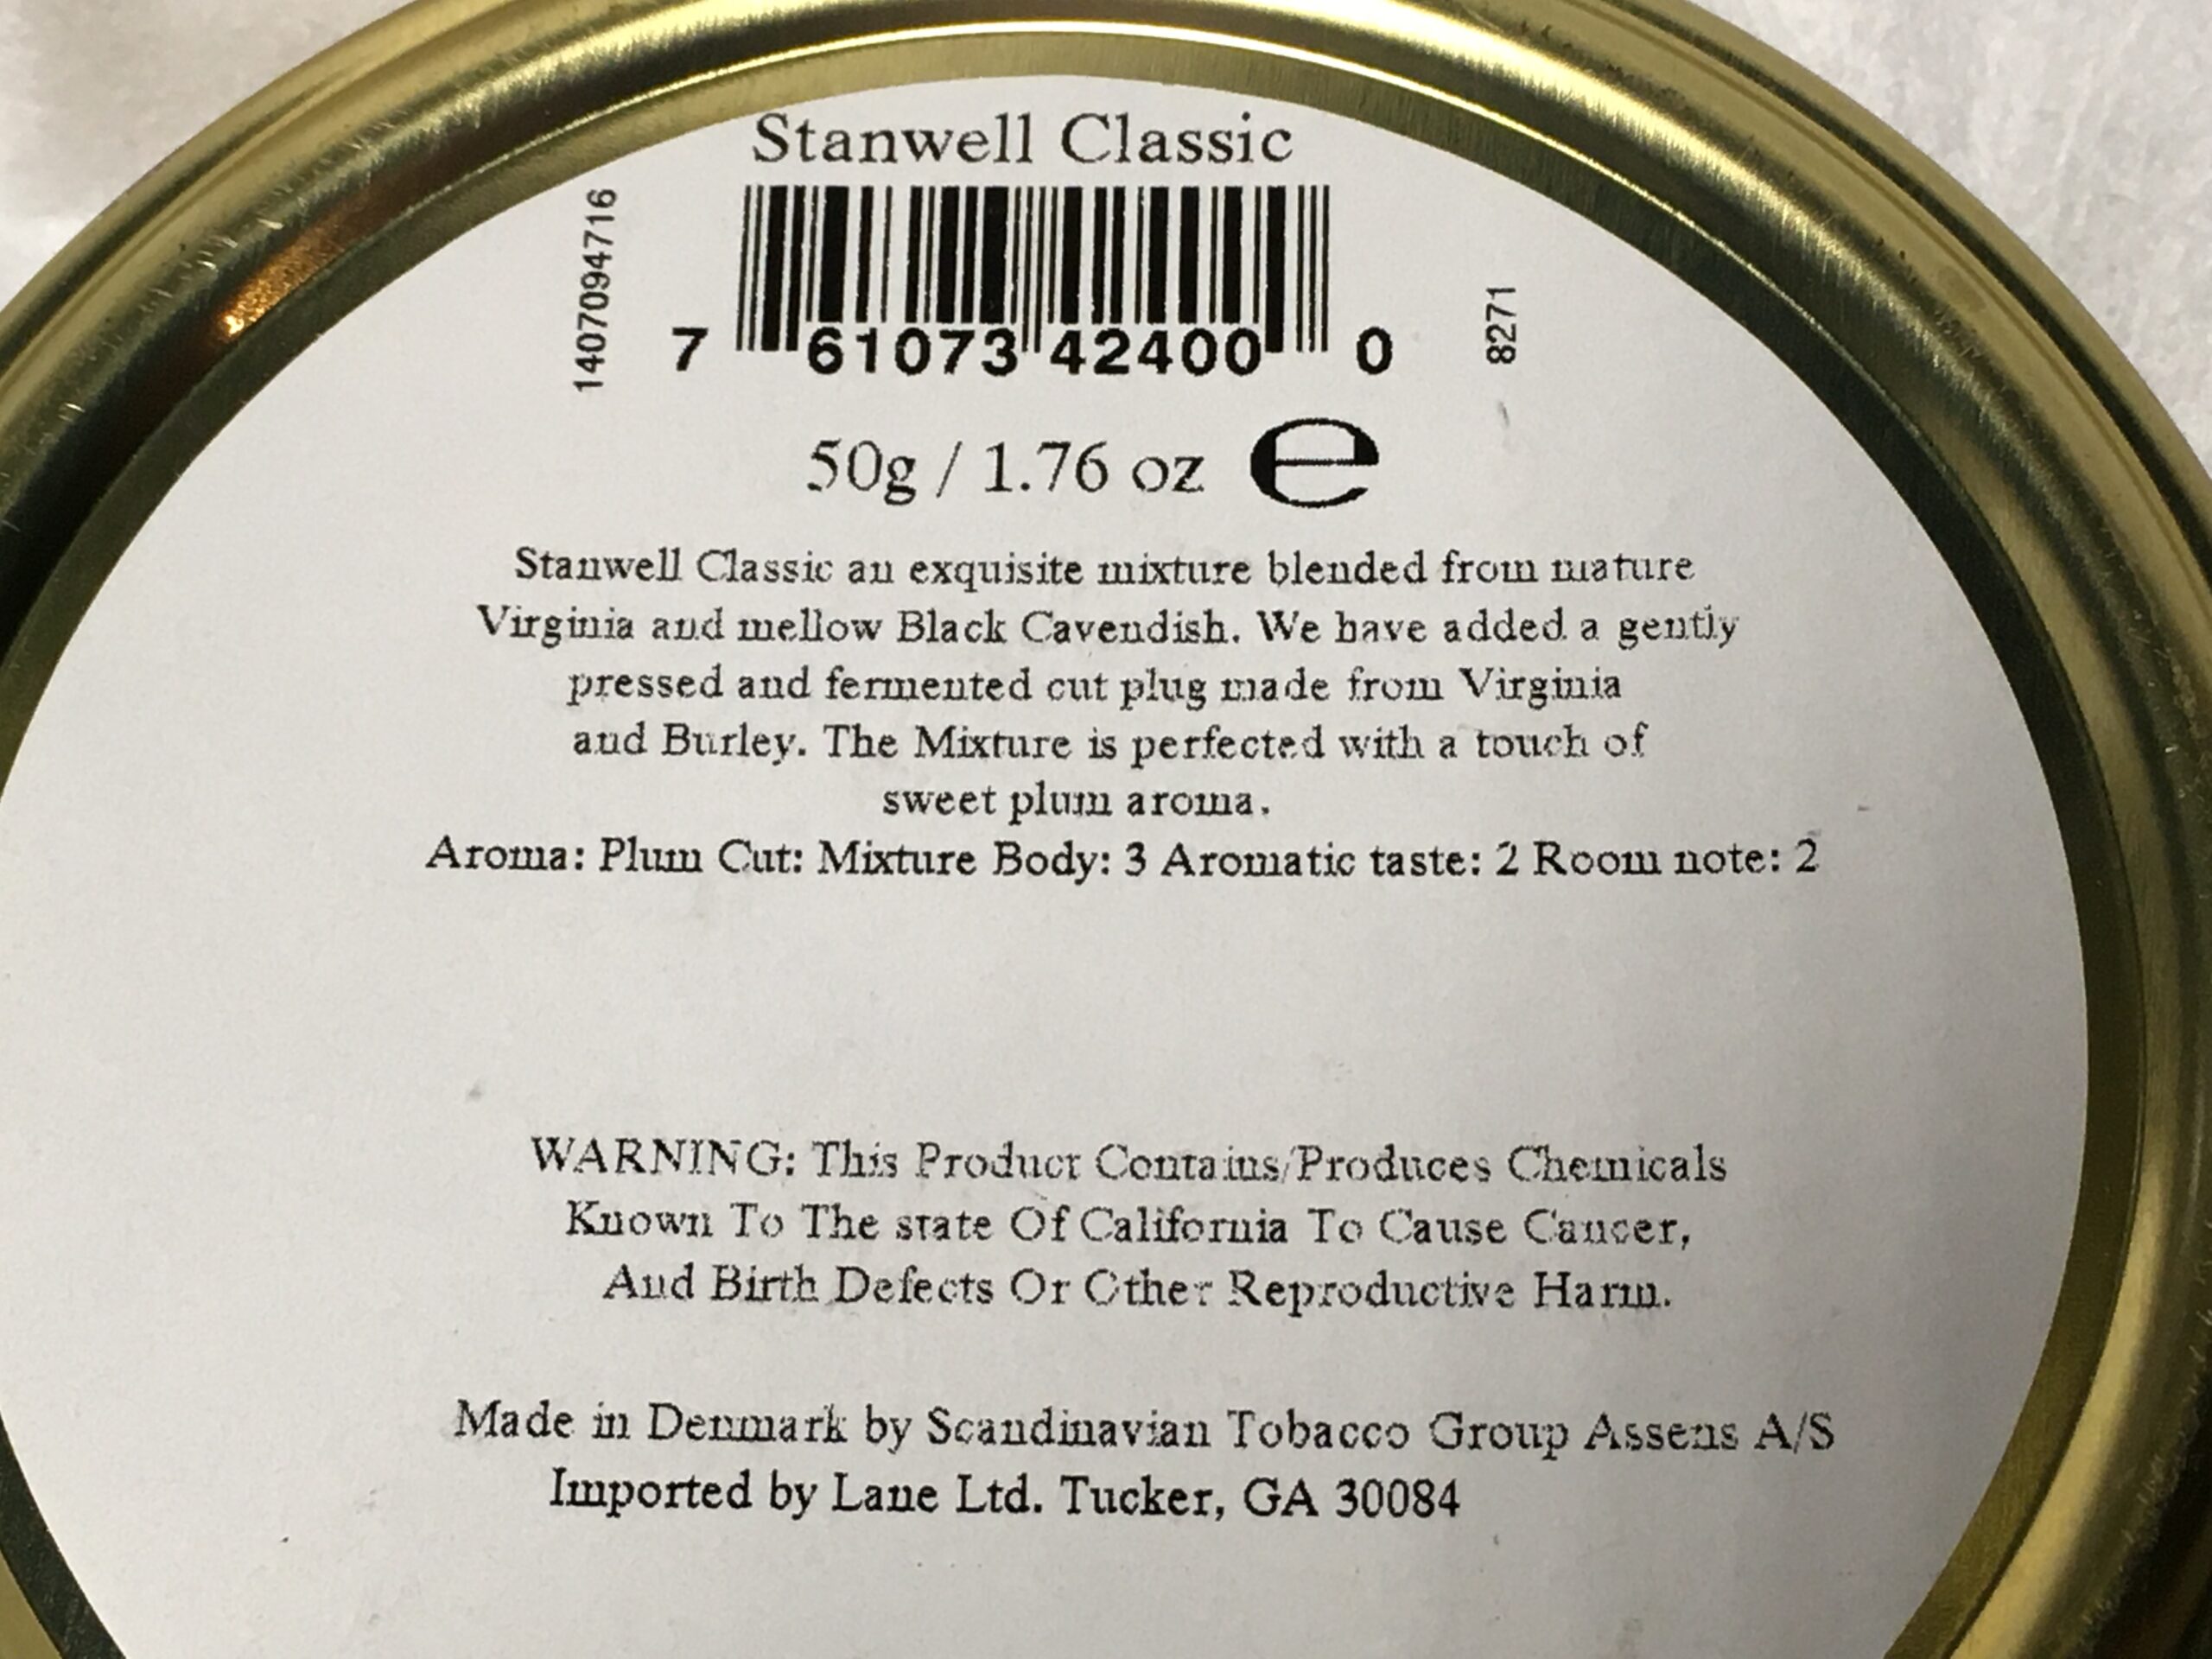 Stanwell Classic
1407094716
7 61073 42400 0
8271
50g / 1.76 oz e
Stanwell Classic an exquisite mixture blended from mature
Virginia and mellow Black Cavendish. We have added a gently
pressed and fermented cut plug made from Virginia
and Burley. The Mixture is perfected with a touch of
sweet plum aroma.
Aroma: Plum Cut: Mixture Body: 3 Aromatic taste: 2 Room note: 2
WARNING: This Product Contains/Produces Chemicals
Known To The state Of California To Cause Cancer,
And Birth Defects Or Other Reproductive Harm.
Made in Denmark by Scandinavian Tobacco Group Assens A/S
Imported by Lane Ltd. Tucker, GA 30084